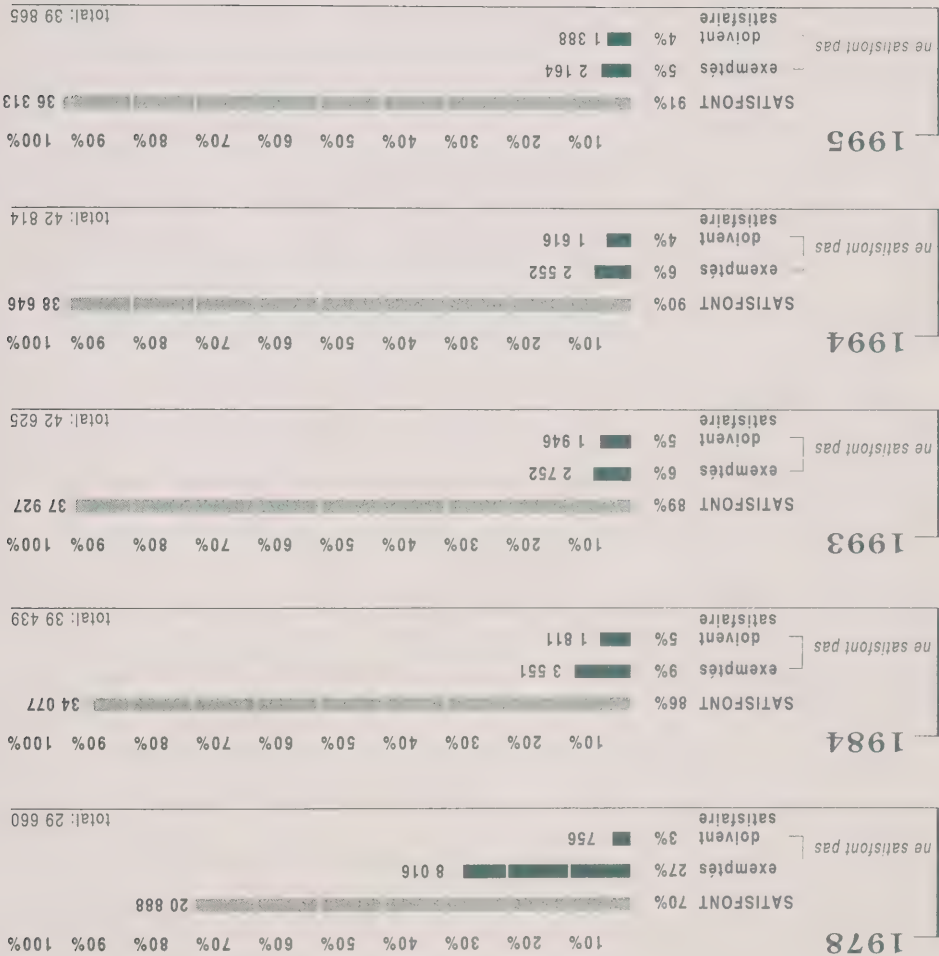 1978 10% 20% 30% 40% 50% 60% 70% 80% 90% 100%
SATISFONT 70% 20 888
exemptés 27% 8 016
ne satisfont pas doivent 3% 756
satisfaire total: 29 660
1984 10% 20% 30% 40% 50% 60% 70% 80% 90% 100%
SATISFONT 86% 34 077
exemptés 9% 3 551
ne satisfont pas doivent 5% 1 811
satisfaire total: 39 439
1993 10% 20% 30% 40% 50% 60% 70% 80% 90% 100%
SATISFONT 89% 37 927
exemptés 6% 2 752
ne satisfont pas doivent 5% 1 946
satisfaire total: 42 625
1994 10% 20% 30% 40% 50% 60% 70% 80% 90% 100%
SATISFONT 90% 38 646
exemptés 6% 2 552
ne satisfont pas doivent 4% 1 616
satisfaire total: 42 814
1995 10% 20% 30% 40% 50% 60% 70% 80% 90% 100%
SATISFONT 91% 36 313
exemptés 5% 2 164
ne satisfont pas doivent 4% 1 388
satisfaire total: 39 865